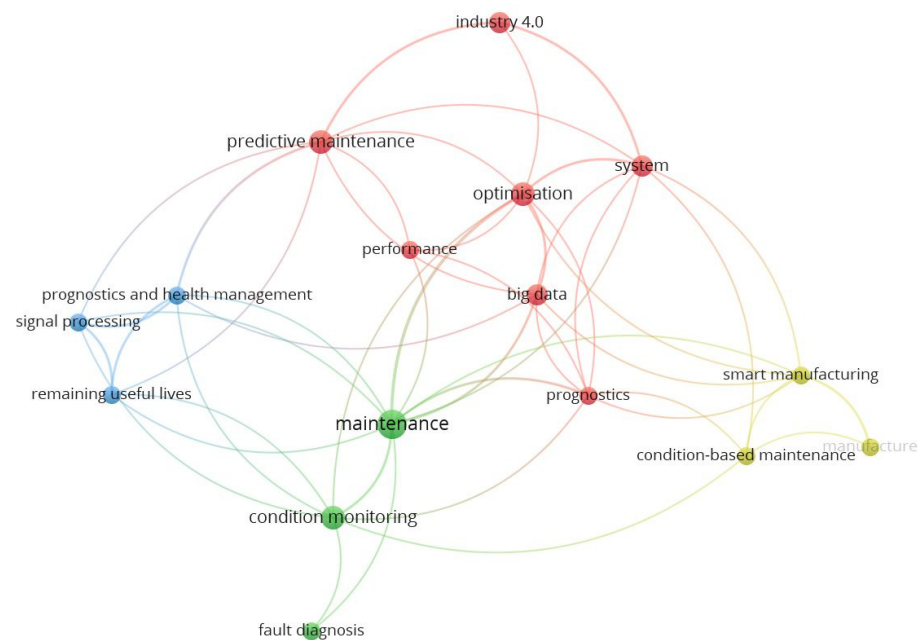 industry 4.0
predictive maintenance
system
optimisation
performance
prognostics and health management
big data
signal processing
smart manufacturing
remaining useful lives
prognostics
maintenance
manufacture
condition-based maintenance
condition monitoring
fault diagnosis